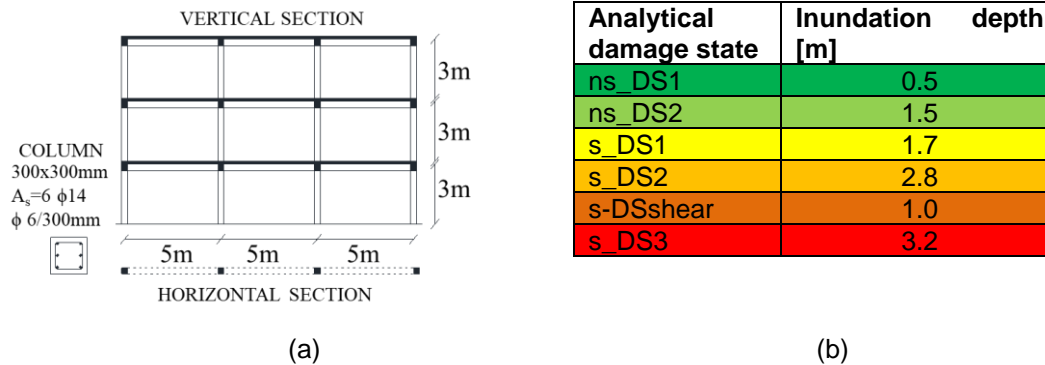 VERTICAL SECTION
3m
3m
3m
COLUMN
300x300mm
As=6 ϕ14
ϕ 6/300mm
5m 5m 5m
HORIZONTAL SECTION
(a)
Analytical damage state Inundation depth [m]
ns_DS1 0.5
ns_DS2 1.5
s_DS1 1.7
s_DS2 2.8
s-DSshear 1.0
s_DS3 3.2
(b)